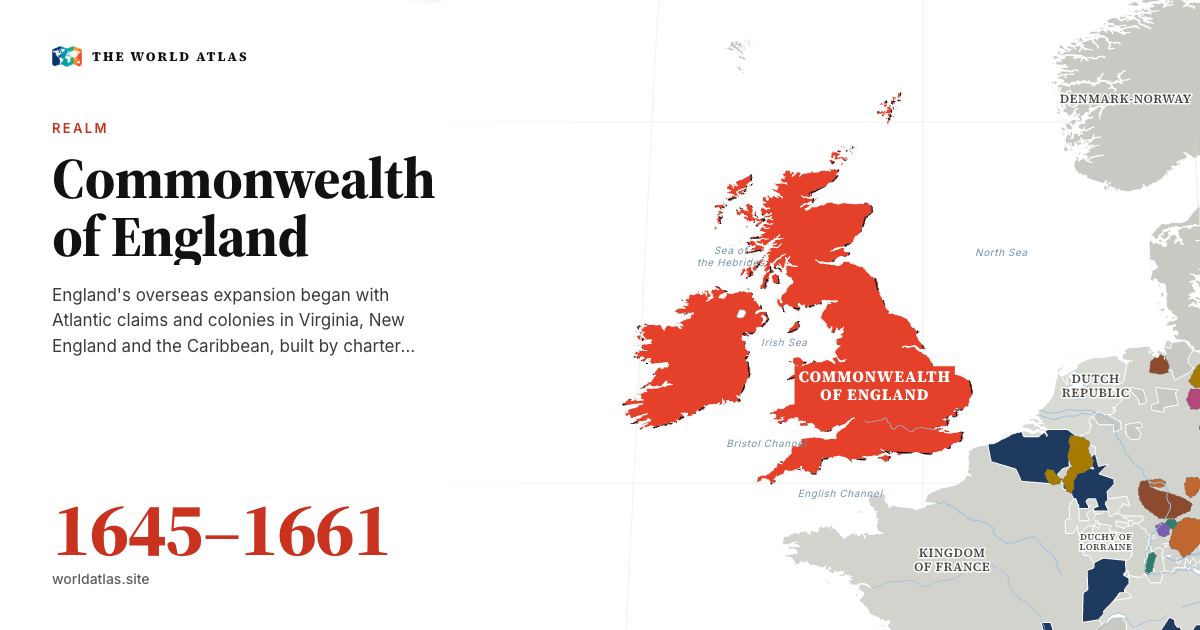 THE WORLD ATLAS
REALM
Commonwealth
of England
England's overseas expansion began with
Atlantic claims and colonies in Virginia, New
England and the Caribbean, built by charter...
1645–1661
worldatlas.site
DENMARK-NORWAY
North Sea
Sea of
the Hebrides
Irish Sea
COMMONWEALTH
OF ENGLAND
DUTCH
REPUBLIC
Bristol Channel
English Channel
DUCHY OF
LORRAINE
KINGDOM
OF FRANCE